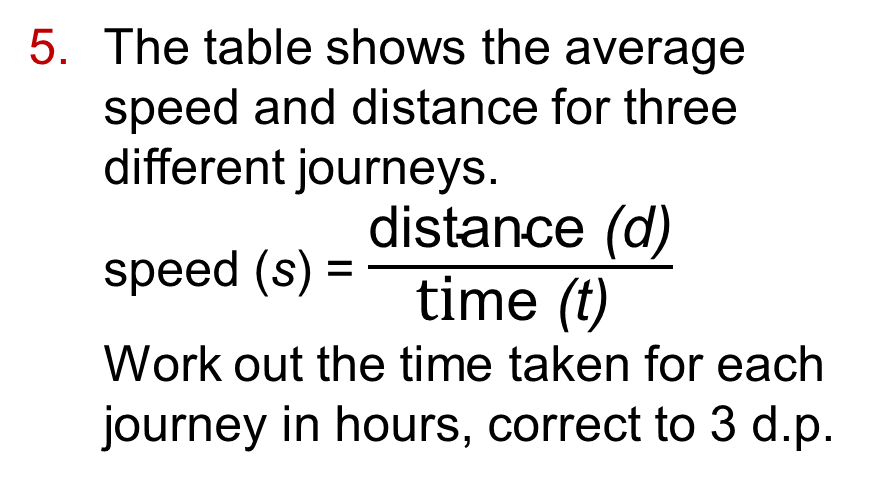 5. The table shows the average
speed and distance for three
different journeys.
speed (s) = distance (d)
time (t)
Work out the time taken for each
journey in hours, correct to 3 d.p.